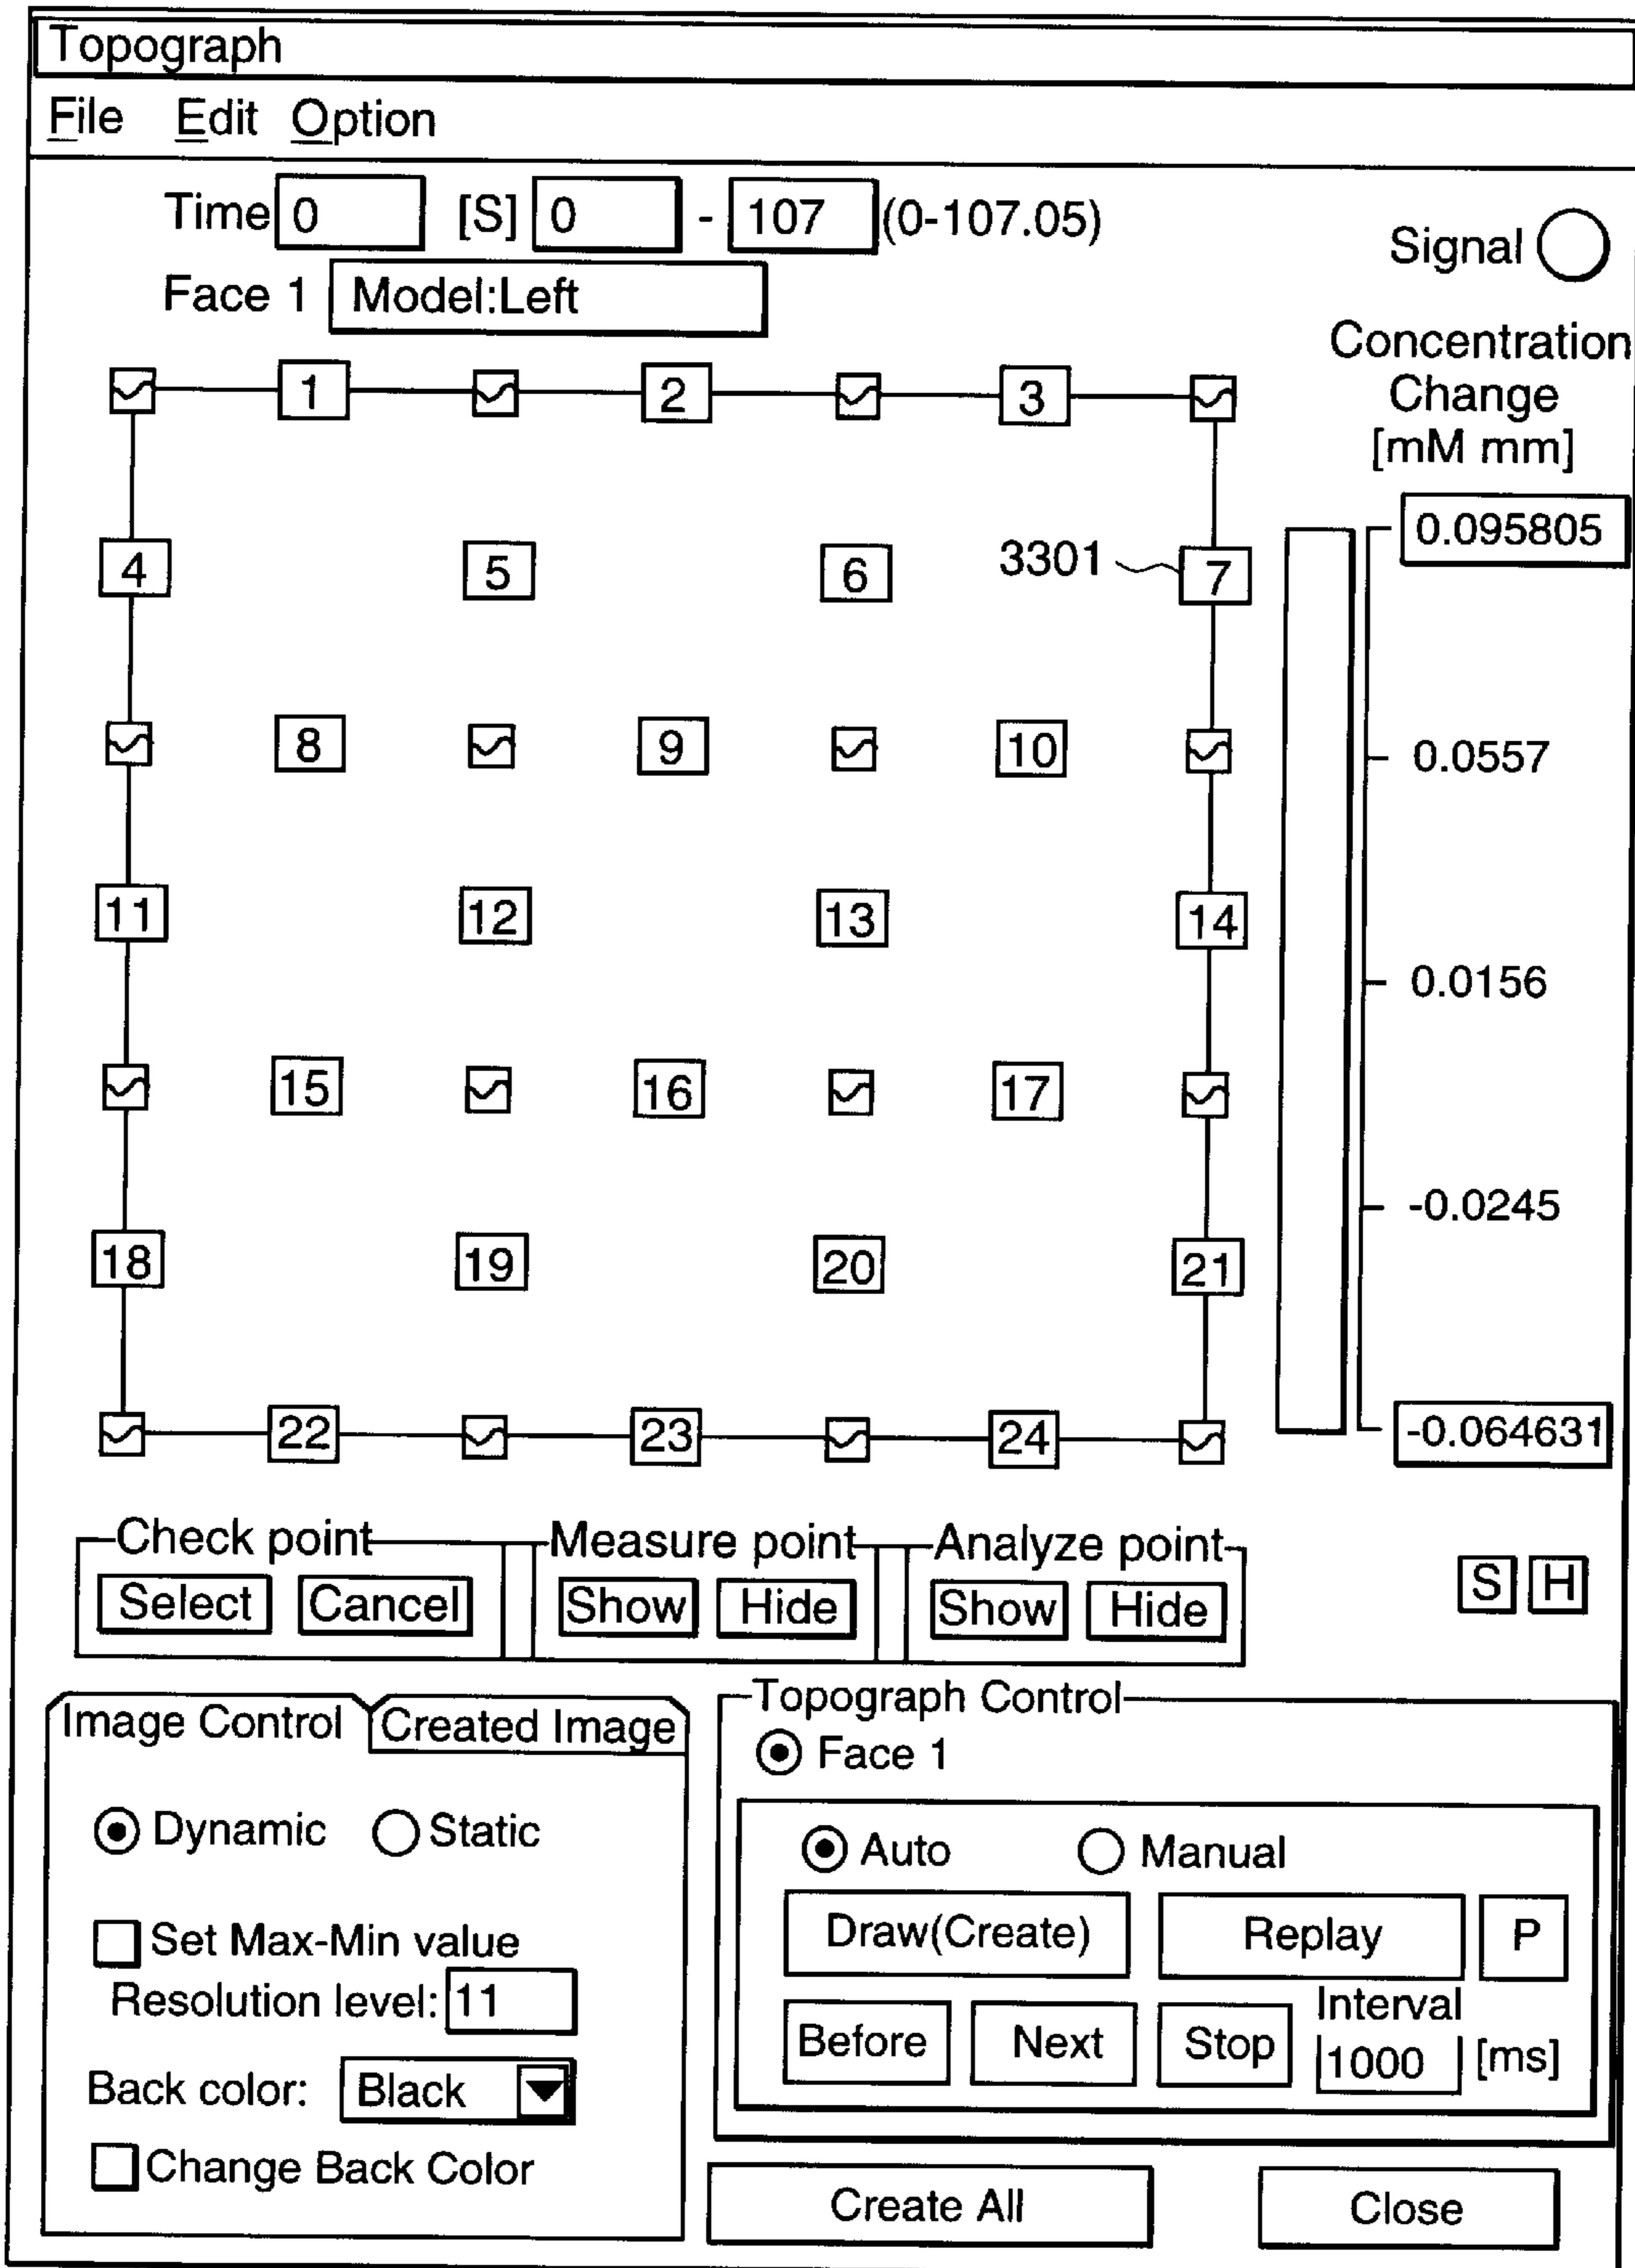 Topograph
File Edit Option
Time 0 [S] 0 - 107 (0-107.05)
Signal
Face 1 Model:Left
Concentration
Change
[mM mm]
1 2 3
0.095805
4 5 6 3301 7
0.0557
8 9 10
11 12 13 14
0.0156
15 16 17
-0.0245
18 19 20 21
22 23 24
-0.064631
Check point Measure point Analyze point
Select Cancel Show Hide Show Hide S H
Image Control Created Image
Dynamic Static
Set Max-Min value
Resolution level: 11
Back color: Black
Change Back Color
Topograph Control
Face 1
Auto Manual
Draw(Create) Replay P
Interval
Before Next Stop 1000 [ms]
Create All Close